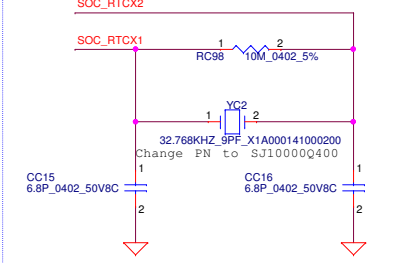 SOC_RTCX2
SOC_RTCX1
1 2
RC98 10M_0402_5%
YC2
1 2
32.768KHZ_9PF_X1A000141000200
Change PN to SJ10000Q400
1 1
CC15 CC16
6.8P_0402_50V8C 6.8P_0402_50V8C
2 2